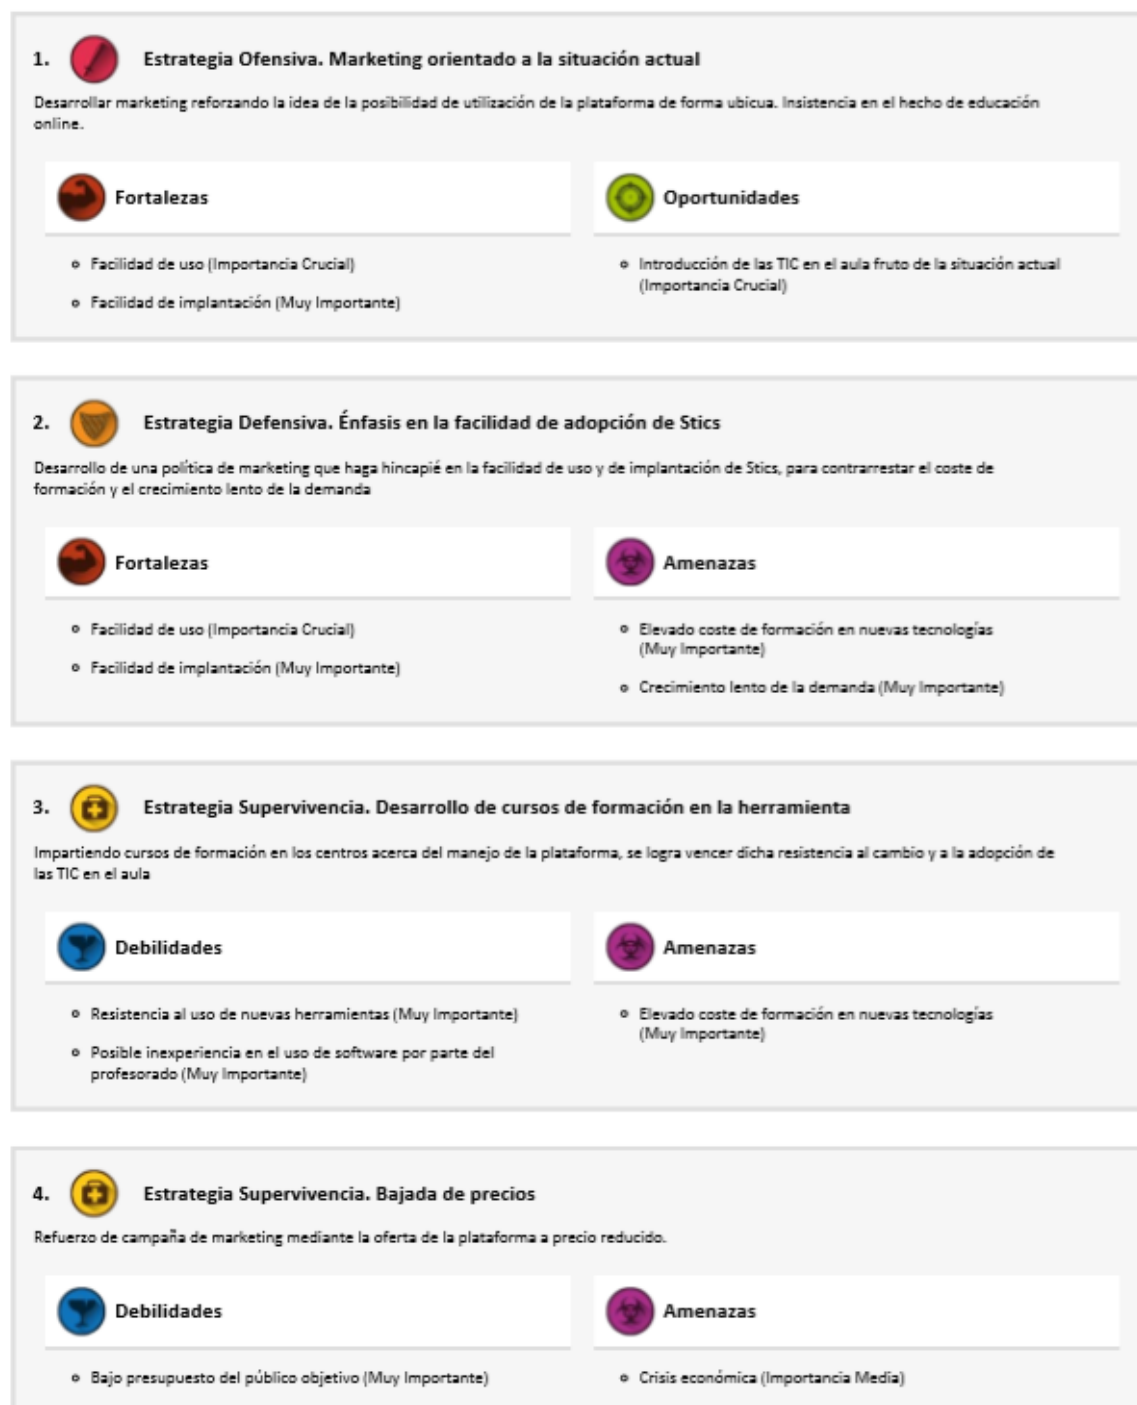 1. Estrategia Ofensiva. Marketing orientado a la situación actual
Desarrollar marketing reforzando la idea de la posibilidad de utilización de la plataforma de forma ubicua. Insistencia en el hecho de educación
online.
Fortalezas
Oportunidades
Facilidad de uso (Importancia Crucial)
Facilidad de implantación (Muy Importante)
Introducción de las TIC en el aula fruto de la situación actual
(Importancia Crucial)
2. Estrategia Defensiva. Énfasis en la facilidad de adopción de Stics
Desarrollo de una política de marketing que haga hincapié en la facilidad de uso y de implantación de Stics, para contrarrestar el coste de
formación y el crecimiento lento de la demanda
Fortalezas
Amenazas
Facilidad de uso (Importancia Crucial)
Facilidad de implantación (Muy Importante)
Elevado coste de formación en nuevas tecnologías
(Muy Importante)
Crecimiento lento de la demanda (Muy Importante)
3. Estrategia Supervivencia. Desarrollo de cursos de formación en la herramienta
Impartiendo cursos de formación en los centros acerca del manejo de la plataforma, se logra vencer dicha resistencia al cambio y a la adopción de
las TIC en el aula
Debilidades
Amenazas
Resistencia al uso de nuevas herramientas (Muy Importante)
Posible inexperiencia en el uso de software por parte del
profesorado (Muy Importante)
Elevado coste de formación en nuevas tecnologías
(Muy Importante)
4. Estrategia Supervivencia. Bajada de precios
Refuerzo de campaña de marketing mediante la oferta de la plataforma a precio reducido.
Debilidades
Amenazas
Bajo presupuesto del público objetivo (Muy Importante)
Crisis económica (Importancia Media)